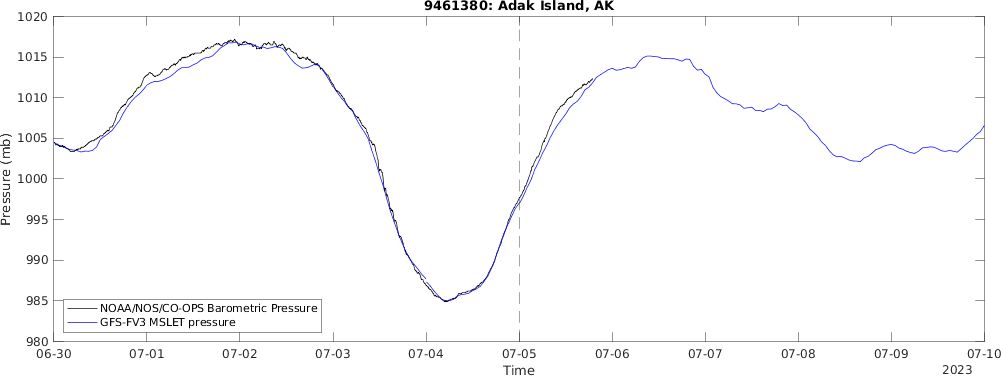 9461380: Adak Island, AK
Pressure (mb)
1020
1015
1010
1005
1000
995
990
985
980
NOAA/NOS/CO-OPS Barometric Pressure
GFS-FV3 MSLET pressure
06-30 07-01 07-02 07-03 07-04 07-05 07-06 07-07 07-08 07-09 07-10
Time
2023